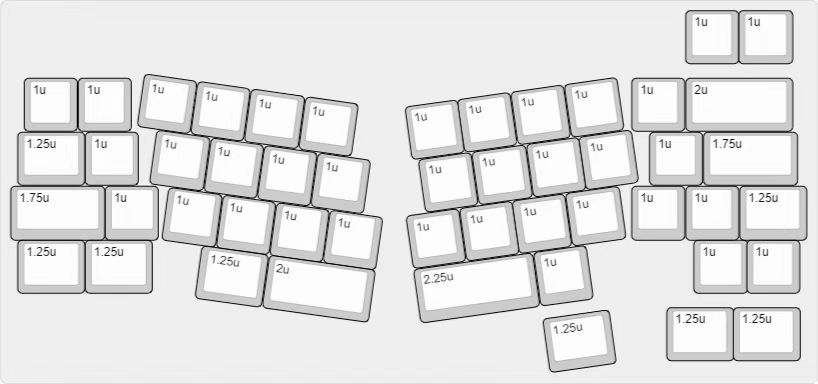 1u 1u
1u 1u 1u 1u 1u 1u 1u 1u 1u 1u 1u 2u
1.25u 1u 1u 1u 1u 1u 1u 1u 1u 1u 1u 1.75u
1.75u 1u 1u 1u 1u 1u 1u 1u 1u 1u 1u 1u 1.25u
1.25u 1.25u 1.25u 2u 2.25u 1u 1u 1u
1.25u 1.25u 1.25u